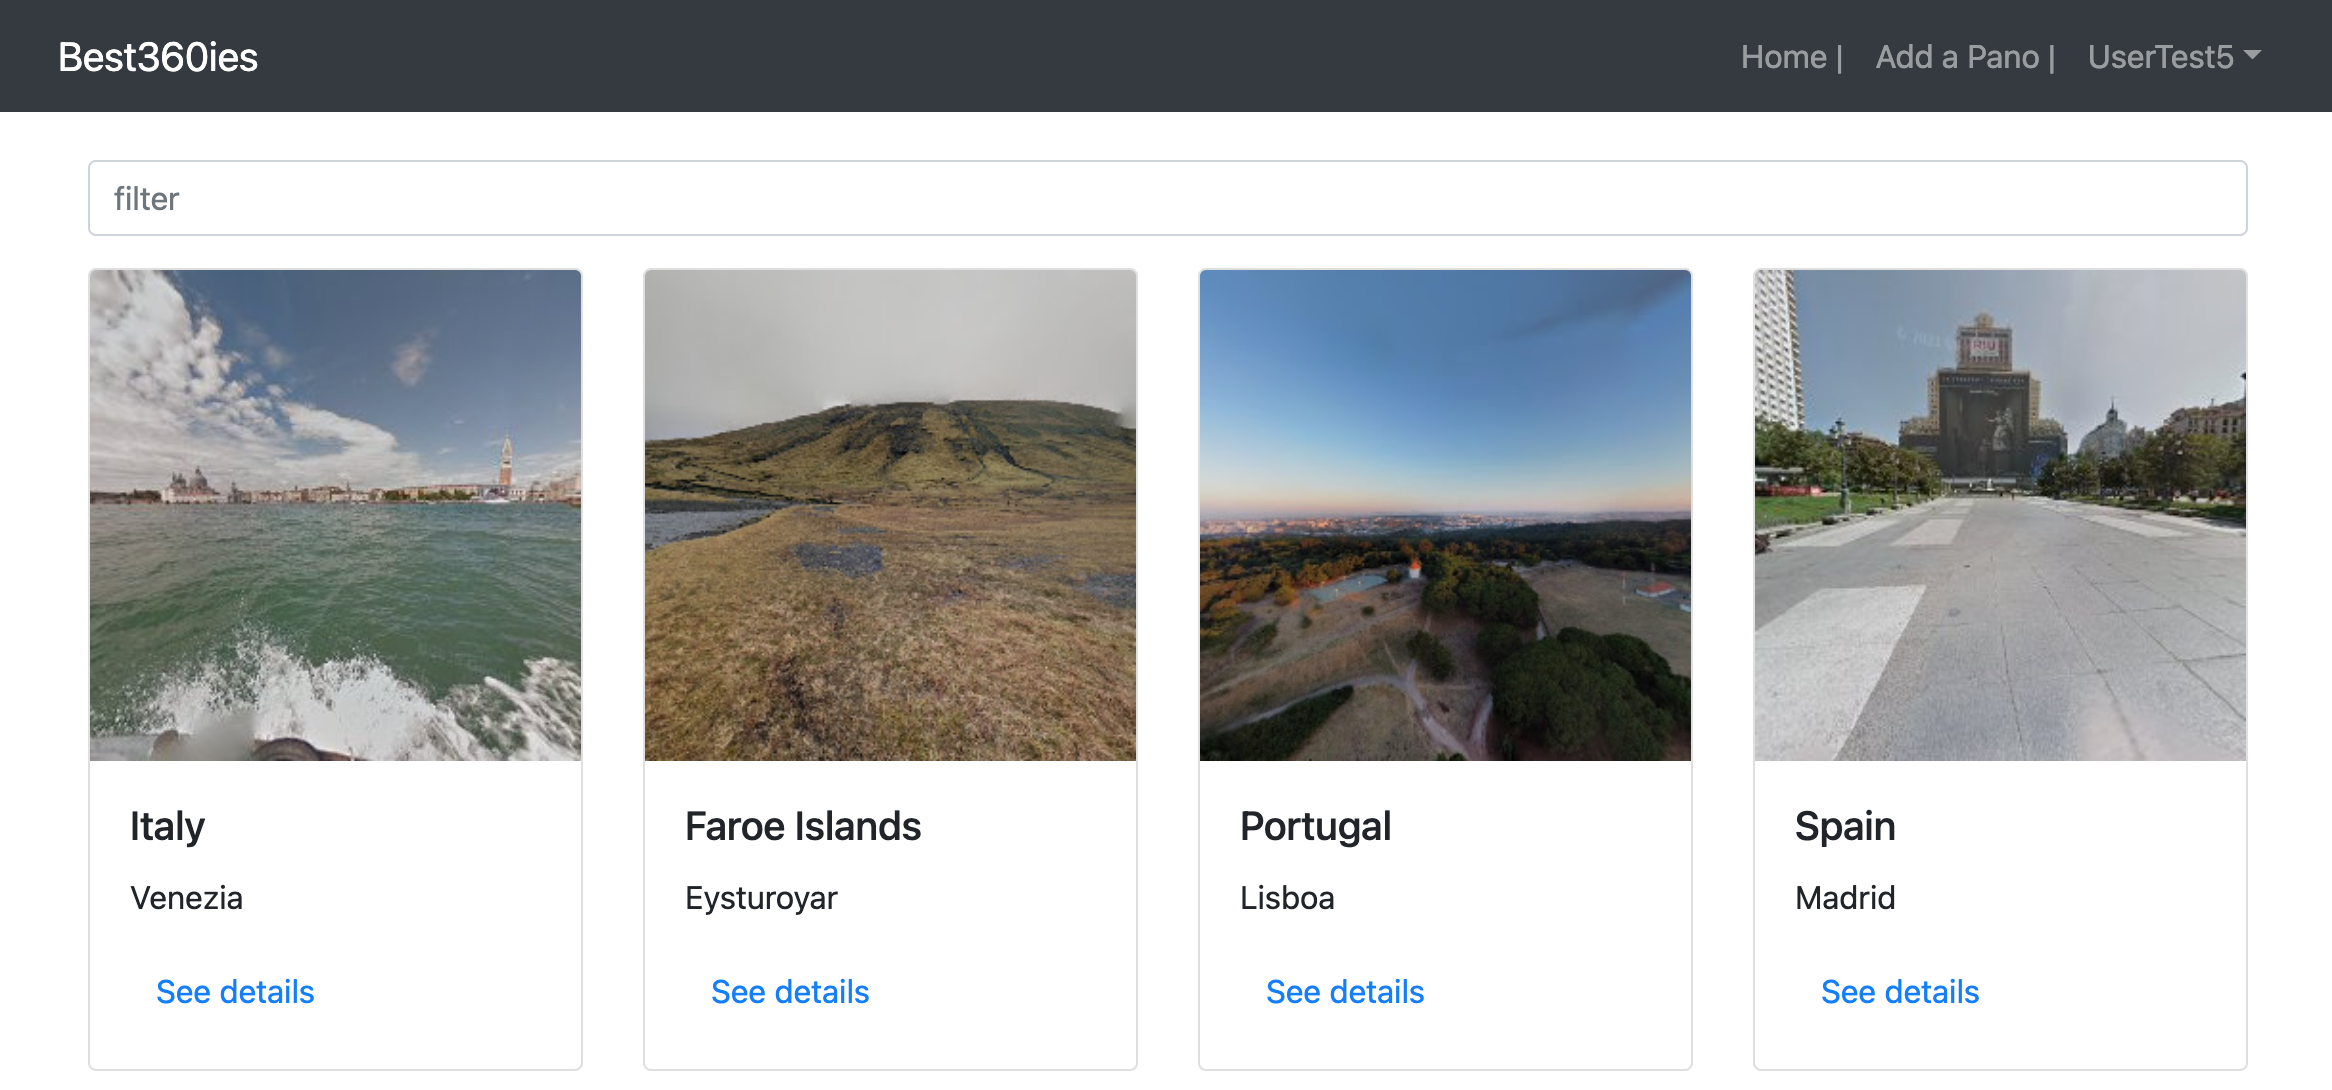 Best360ies
Home | Add a Pano | UserTest5
filter
RIU
Italy
Venezia
See details
Faroe Islands
Eysturoyar
See details
Portugal
Lisboa
See details
Spain
Madrid
See details